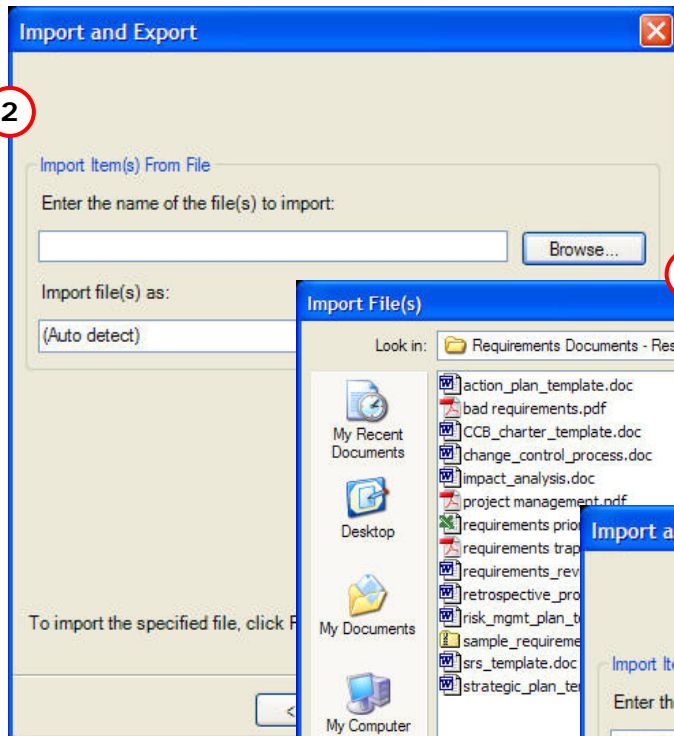 Import and Export
2
Import Item(s) From File
Enter the name of the file(s) to import:
Browse...
Import file(s) as:
(Auto detect)
To import the specified file, click F
<
Import File(s)
Look in:
Requirements Documents - Res
My Recent
Documents
Desktop
My Documents
My Computer
action_plan_template.doc
bad requirements.pdf
CCB_charter_template.doc
change_control_process.doc
impact_analysis.doc
project management.pdf
requirements prior
requirements trap
requirements_rev
retrospective_pro
risk_mgmt_plan_t
sample_requireme
srs_template.doc
strategic_plan_te
Import a
Import Ite
Enter th